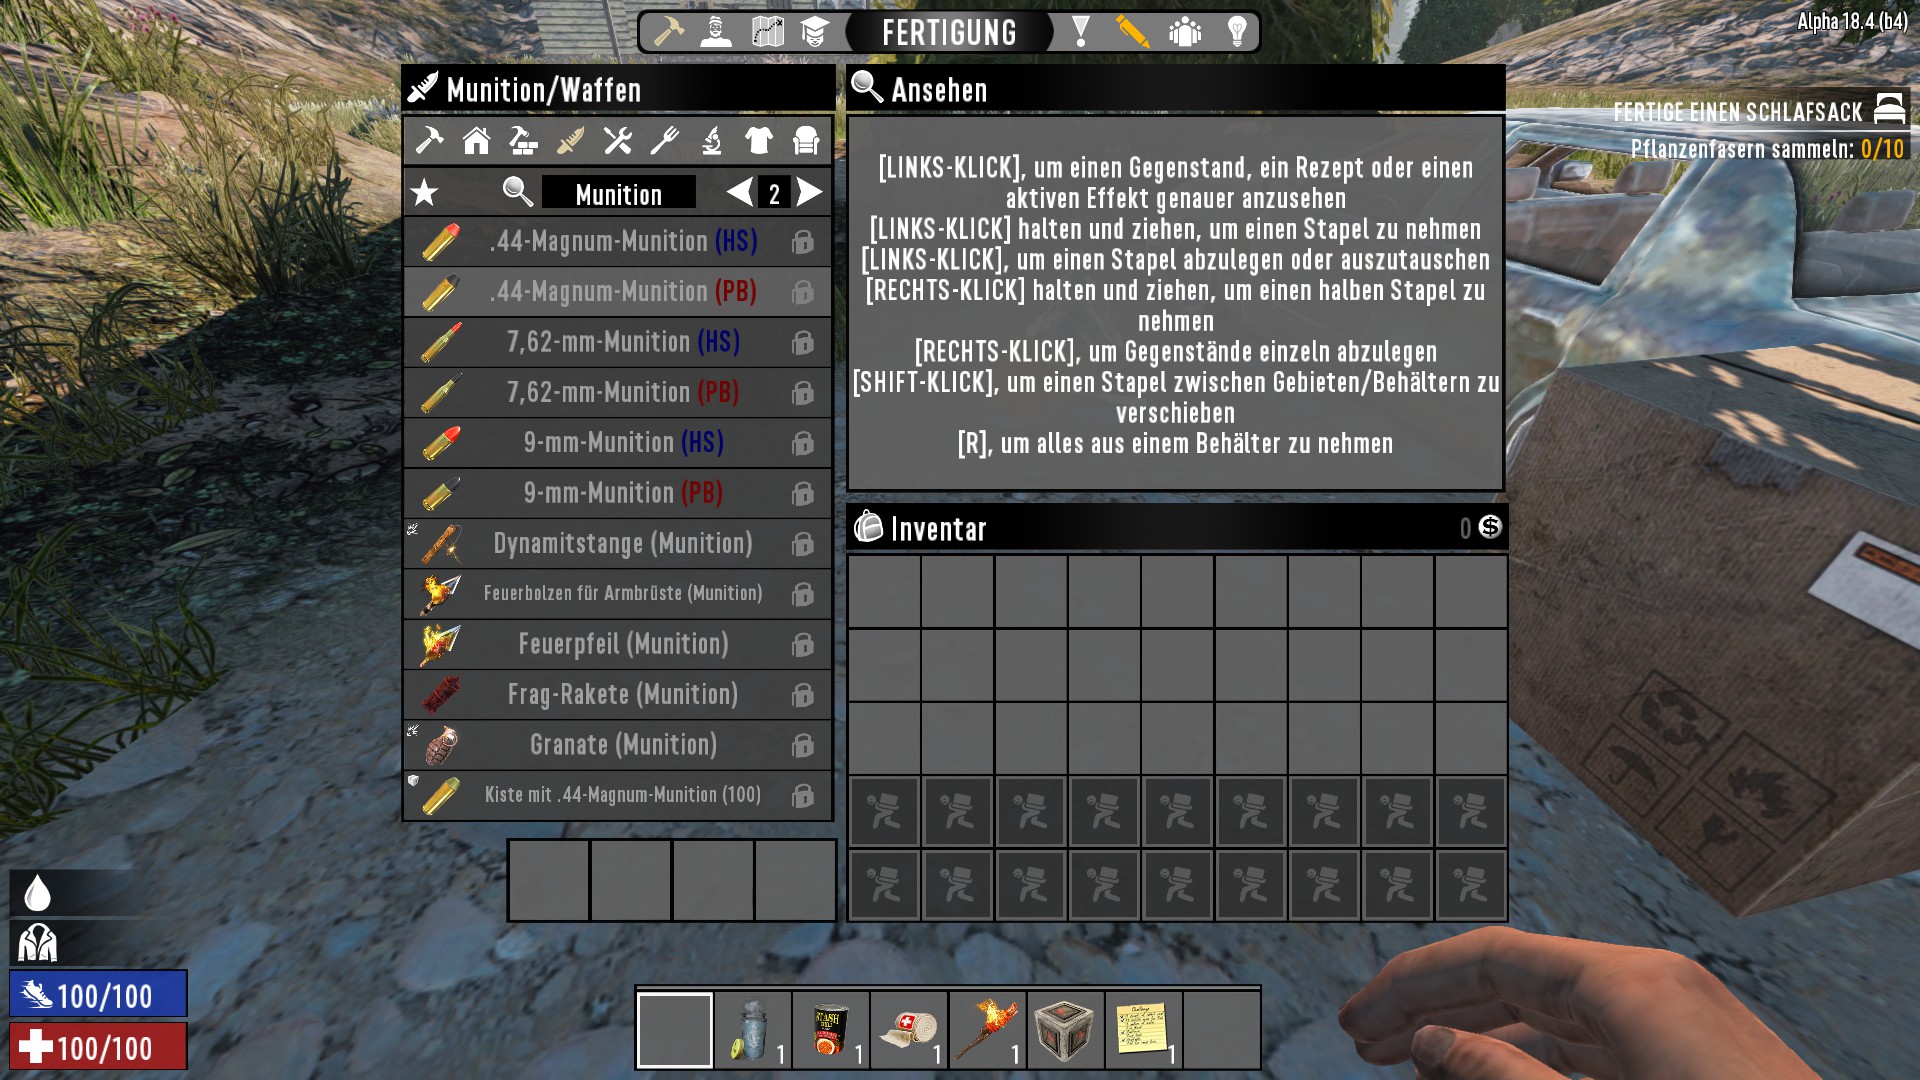 FERTIGUNG
Alpha 18.4 (b4)
Munition/Waffen
Munition
2
.44-Magnum-Munition (HS)
.44-Magnum-Munition (PB)
7,62-mm-Munition (HS)
7,62-mm-Munition (PB)
9-mm-Munition (HS)
9-mm-Munition (PB)
Dynamitstange (Munition)
Feuerbolzen für Armbrüste (Munition)
Feuerpfeil (Munition)
Frag-Rakete (Munition)
Granate (Munition)
Kiste mit .44-Magnum-Munition (100)
Ansehen
[LINKS-KLICK], um einen Gegenstand, ein Rezept oder einen
aktiven Effekt genauer anzusehen
[LINKS-KLICK] halten und ziehen, um einen Stapel zu nehmen
[LINKS-KLICK], um einen Stapel abzulegen oder auszutauschen
[RECHTS-KLICK] halten und ziehen, um einen halben Stapel zu
nehmen
[RECHTS-KLICK], um Gegenstände einzeln abzulegen
[SHIFT-KLICK], um einen Stapel zwischen Gebieten/Behältern zu
verschieben
[R], um alles aus einem Behälter zu nehmen
Inventar
0
FERTIGE EINEN SCHLAFSACK
Pflanzenfasern sammeln: 0/10
100/100
100/100
1
1
1
1
1